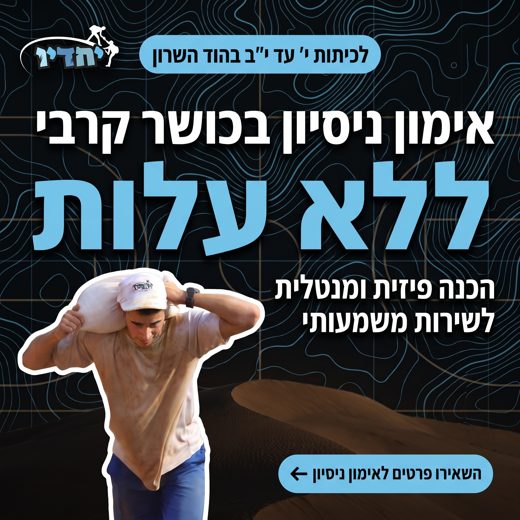 יחדיו
לכיתות י' עד י"ב בהוד השרון
אימון ניסיון בכושר קרבי
ללא עלות
הכנה פיזית ומנטלית
לשירות משמעותי
השאירו פרטים לאימון ניסיון ←